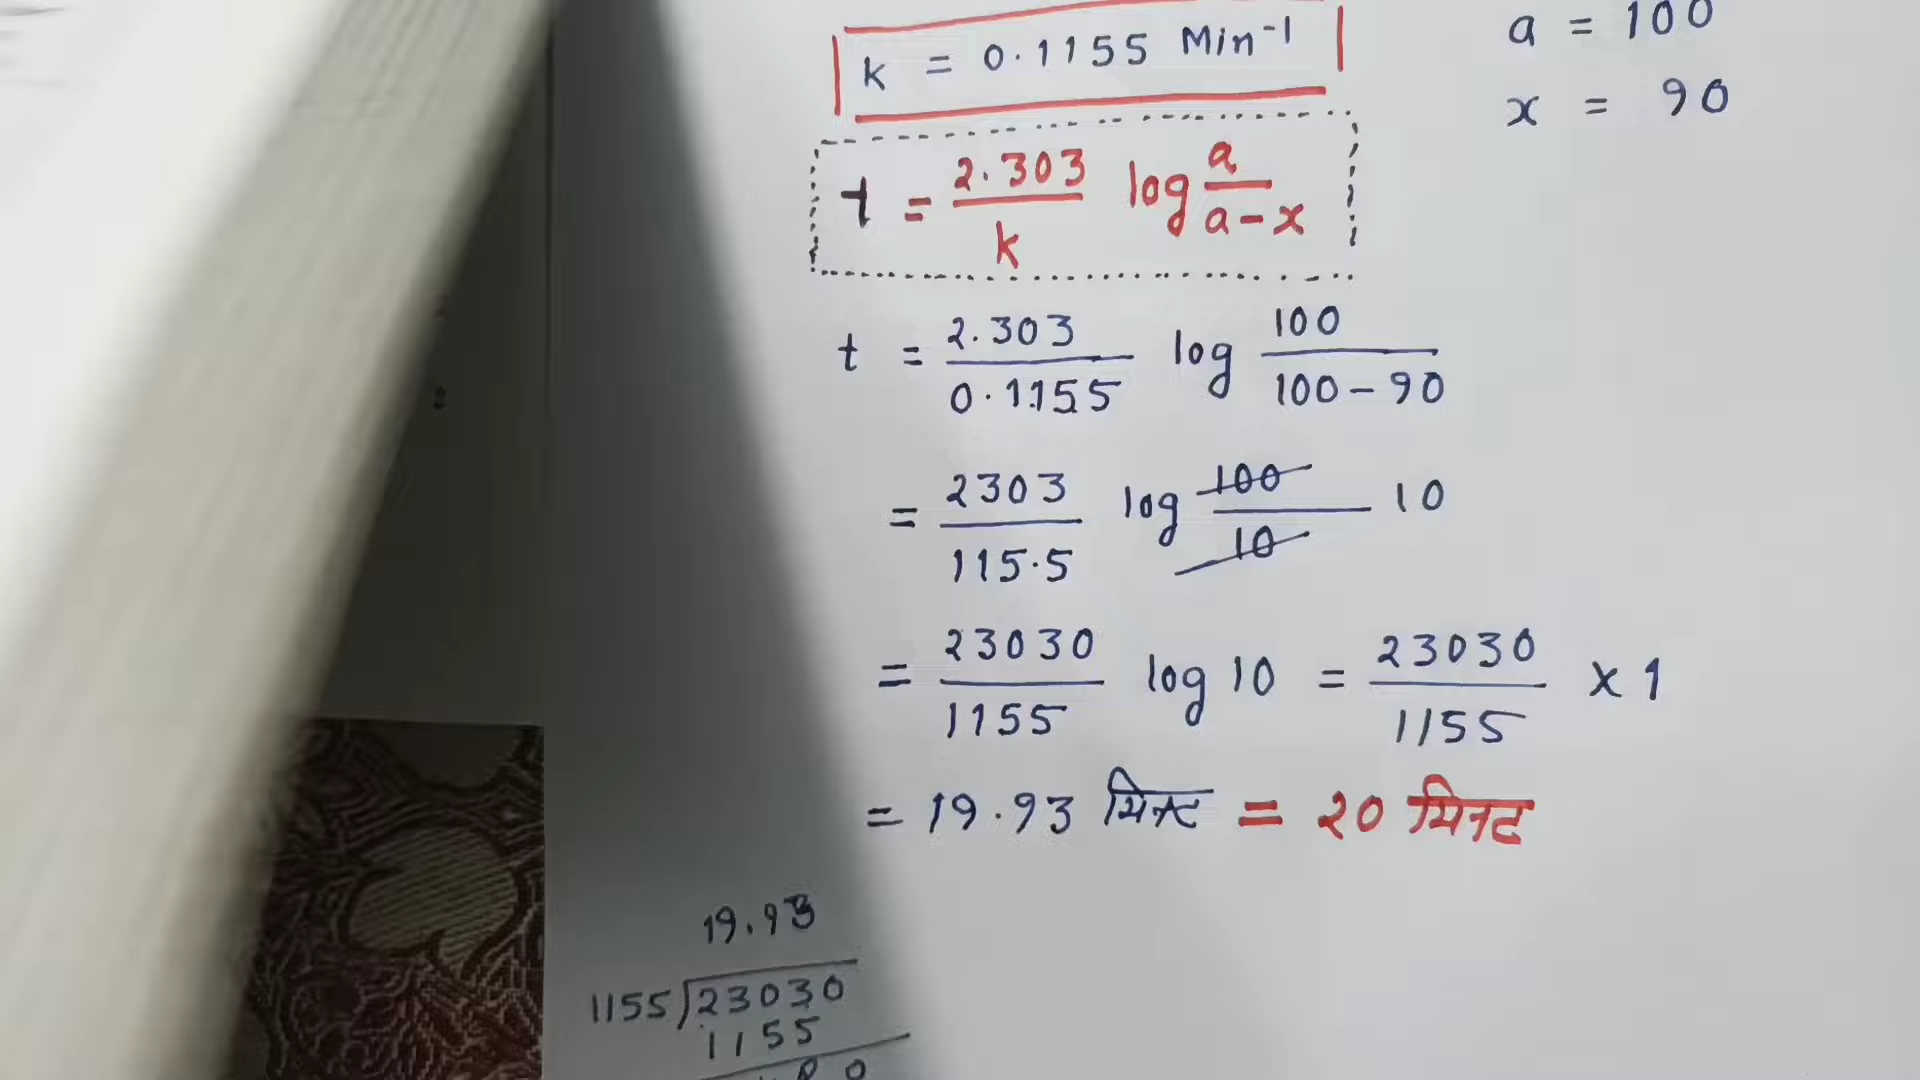 k = 0.1155 Min⁻¹
a = 100
x = 90
t = 2.303/k log a/a-x
t = 2.303/0.1155 log 100/100-90
= 2303/115.5 log 100/10 10
= 23030/1155 log 10 = 23030/1155 x 1
= 19.93 मिनट = 20 मिनट
19.93
1155)23030
1155